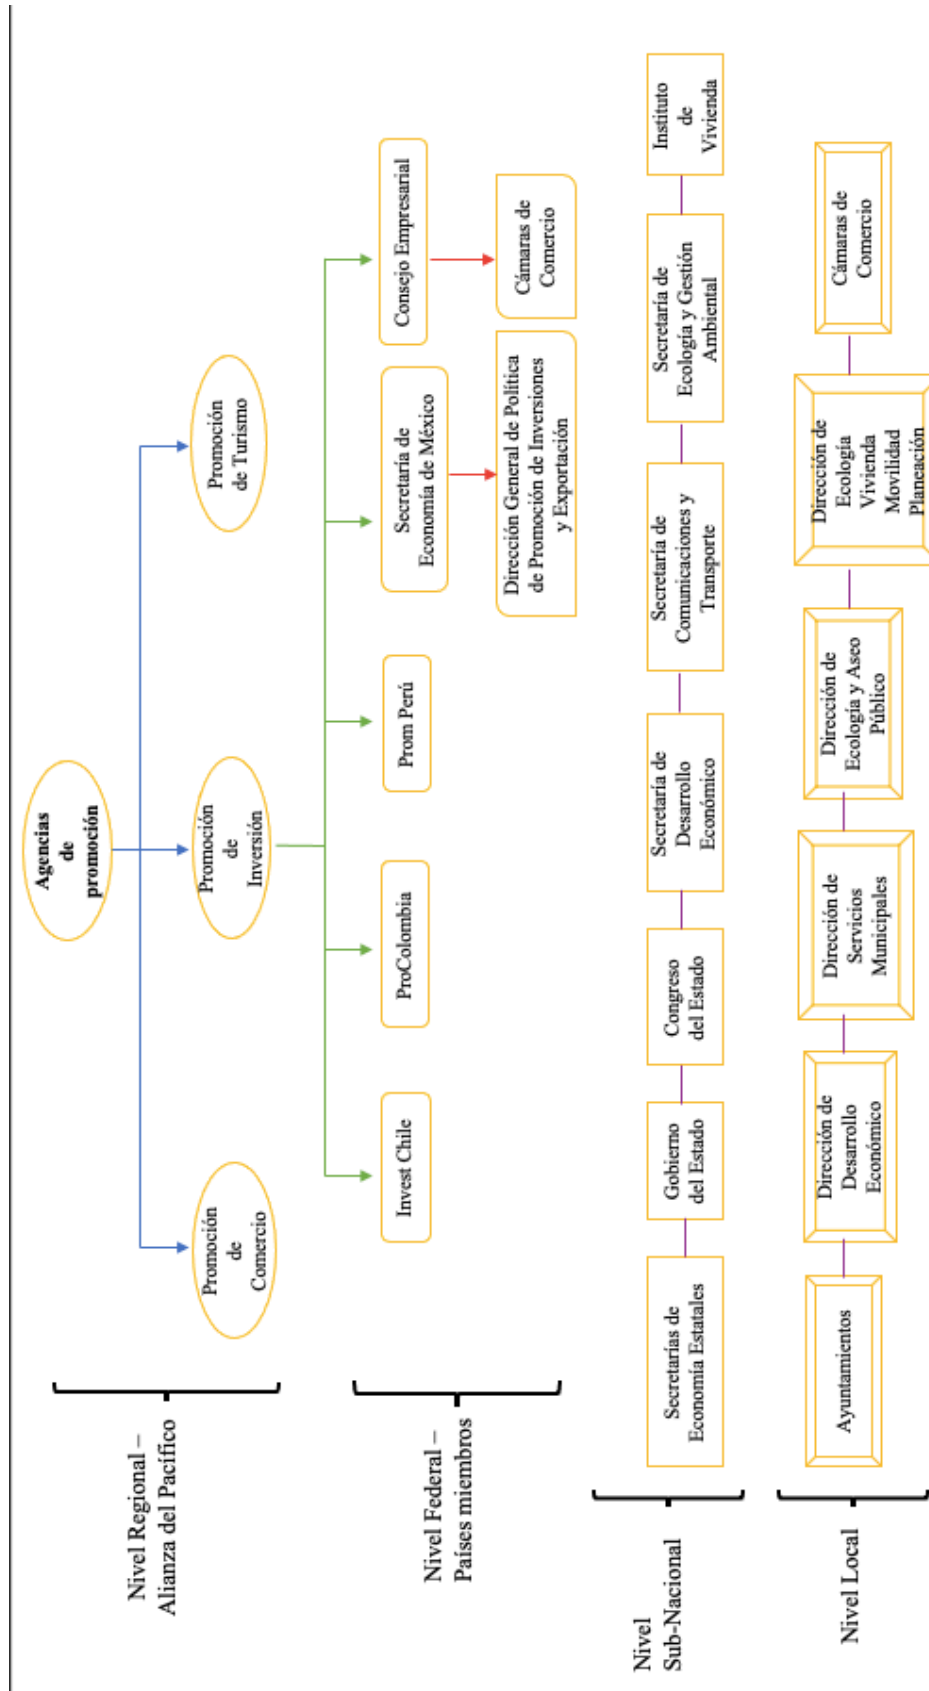 Nivel Regional –
Alianza del Pacífico
Agencias
de
promoción
Promoción
de
Comercio
Promoción
de
Inversión
Promoción
de Turismo
Nivel Federal –
Países miembros
Invest Chile
ProColombia
Prom Perú
Secretaría de
Economía de México
Consejo Empresarial
Dirección General de Política
de Promoción de Inversiones
y Exportación
Cámaras de
Comercio
Nivel
Sub-Nacional
Secretarías de
Economía Estatales
Gobierno
del Estado
Congreso
del Estado
Secretaría de
Desarrollo
Económico
Secretaría de
Comunicaciones y
Transporte
Secretaría de
Ecología y Gestión
Ambiental
Instituto
de
Vivienda
Nivel Local
Ayuntamientos
Dirección de
Desarrollo
Económico
Dirección de
Servicios
Municipales
Dirección de
Ecología y Aseo
Público
Dirección de
Ecología
Vivienda
Movilidad
Planeación
Cámaras de
Comercio